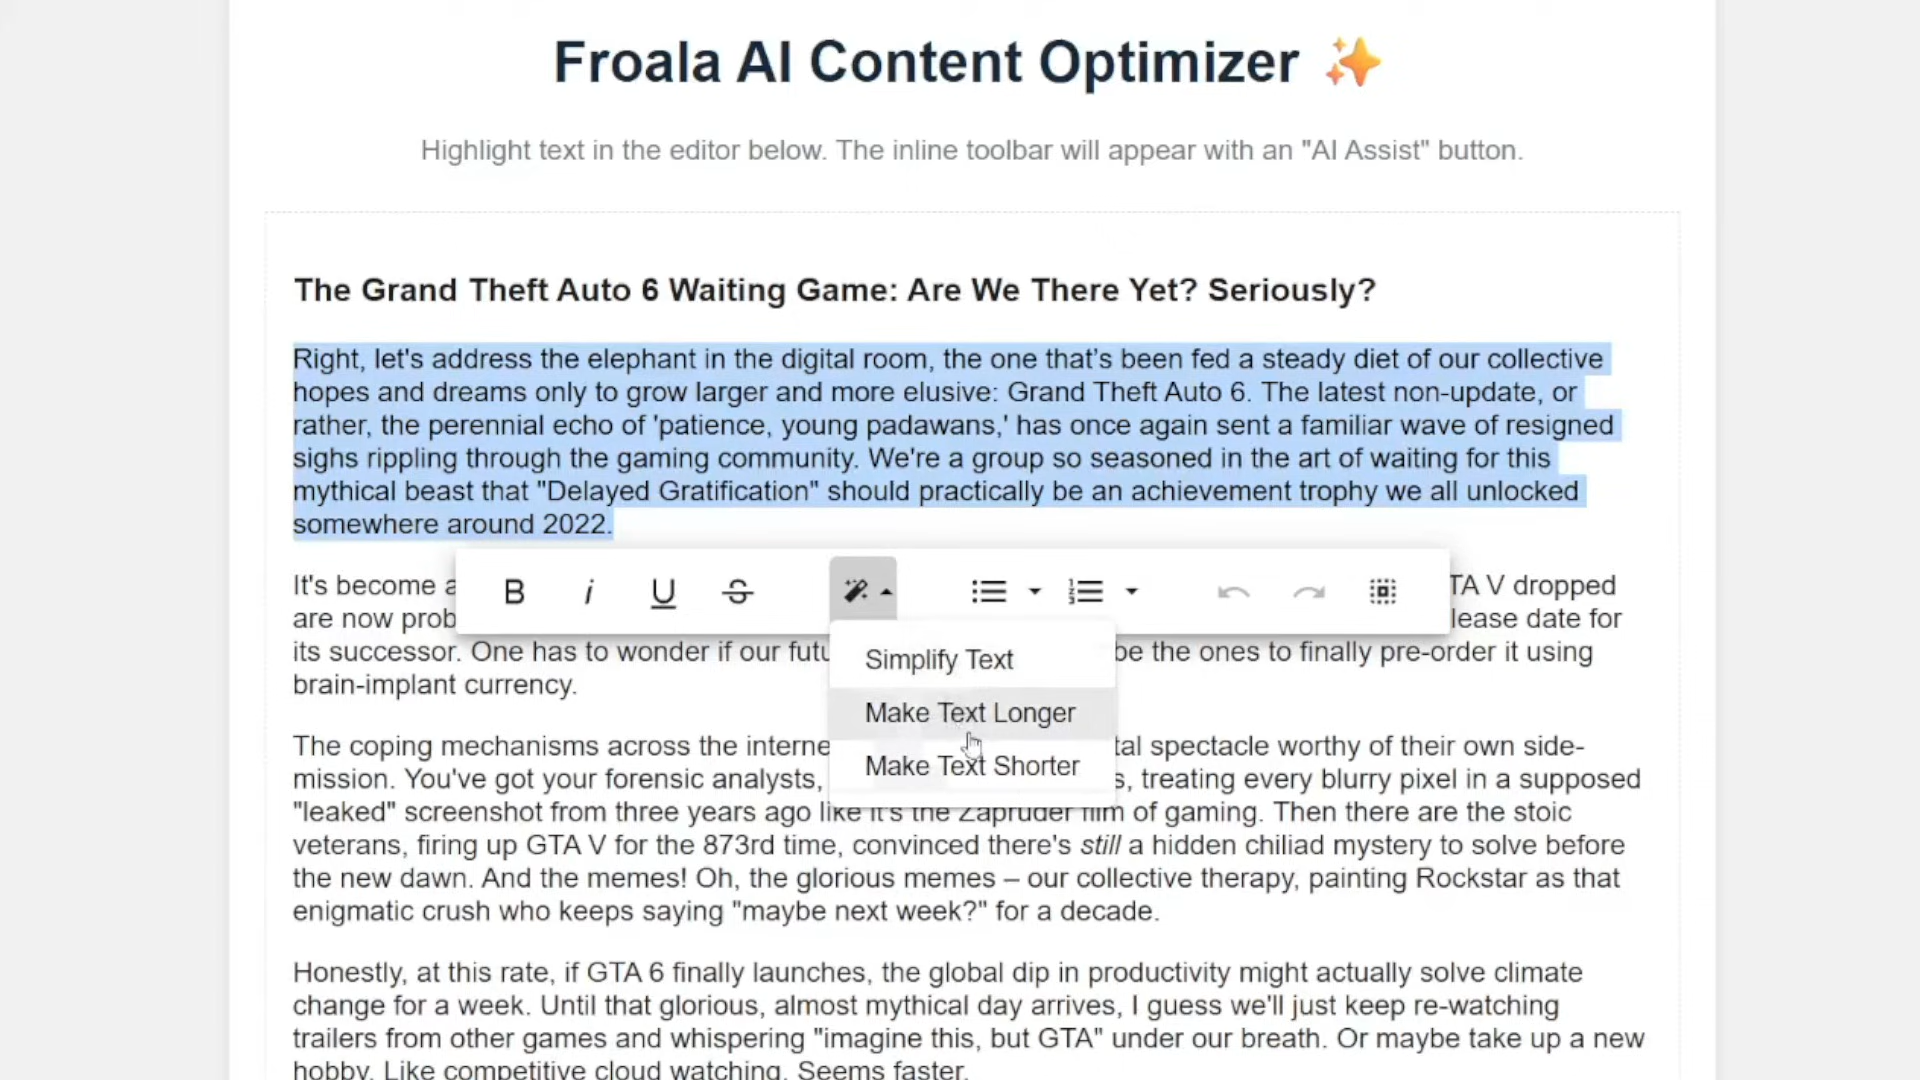 Froala AI Content Optimizer ✨
Highlight text in the editor below. The inline toolbar will appear with an "AI Assist" button.
The Grand Theft Auto 6 Waiting Game: Are We There Yet? Seriously?
Right, let's address the elephant in the digital room, the one that's been fed a steady diet of our collective
hopes and dreams only to grow larger and more elusive: Grand Theft Auto 6. The latest non-update, or
rather, the perennial echo of 'patience, young padawans,' has once again sent a familiar wave of resigned
sighs rippling through the gaming community. We're a group so seasoned in the art of waiting for this
mythical beast that "Delayed Gratification" should practically be an achievement trophy we all unlocked
somewhere around 2022.
B i U S
It's become TA V dropped
are now prob lease date for
its successor. One has to wonder if our futu be the ones to finally pre-order it using
brain-implant currency.
Simplify Text
Make Text Longer
Make Text Shorter
The coping mechanisms across the interne tal spectacle worthy of their own side-
mission. You've got your forensic analysts, s, treating every blurry pixel in a supposed
"leaked" screenshot from three years ago like it's the Zapruder film of gaming. Then there are the stoic
veterans, firing up GTA V for the 873rd time, convinced there's still a hidden chiliad mystery to solve before
the new dawn. And the memes! Oh, the glorious memes – our collective therapy, painting Rockstar as that
enigmatic crush who keeps saying "maybe next week?" for a decade.
Honestly, at this rate, if GTA 6 finally launches, the global dip in productivity might actually solve climate
change for a week. Until that glorious, almost mythical day arrives, I guess we'll just keep re-watching
trailers from other games and whispering "imagine this, but GTA" under our breath. Or maybe take up a new
hobby. Like competitive cloud watching. Seems faster.